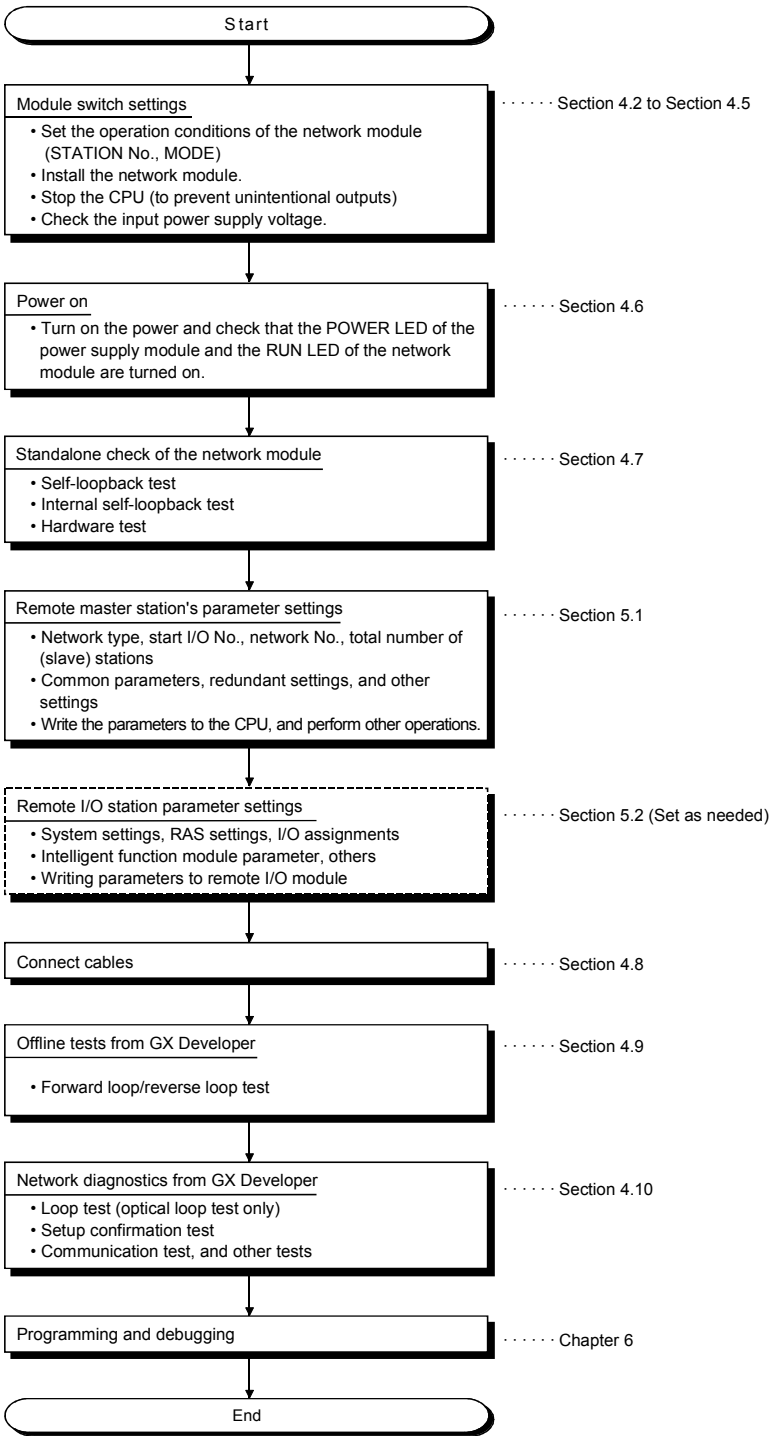 Start
Module switch settings
· · · · · · Section 4.2 to Section 4.5
• Set the operation conditions of the network module
(STATION No., MODE)
• Install the network module.
• Stop the CPU (to prevent unintentional outputs)
• Check the input power supply voltage.
Power on
· · · · · · Section 4.6
• Turn on the power and check that the POWER LED of the
power supply module and the RUN LED of the network
module are turned on.
Standalone check of the network module
· · · · · · Section 4.7
• Self-loopback test
• Internal self-loopback test
• Hardware test
Remote master station's parameter settings
· · · · · · Section 5.1
• Network type, start I/O No., network No., total number of
(slave) stations
• Common parameters, redundant settings, and other
settings
• Write the parameters to the CPU, and perform other operations.
Remote I/O station parameter settings
· · · · · · Section 5.2 (Set as needed)
• System settings, RAS settings, I/O assignments
• Intelligent function module parameter, others
• Writing parameters to remote I/O module
Connect cables
· · · · · · Section 4.8
Offline tests from GX Developer
· · · · · · Section 4.9
• Forward loop/reverse loop test
Network diagnostics from GX Developer
· · · · · · Section 4.10
• Loop test (optical loop test only)
• Setup confirmation test
• Communication test, and other tests
Programming and debugging
· · · · · · Chapter 6
End